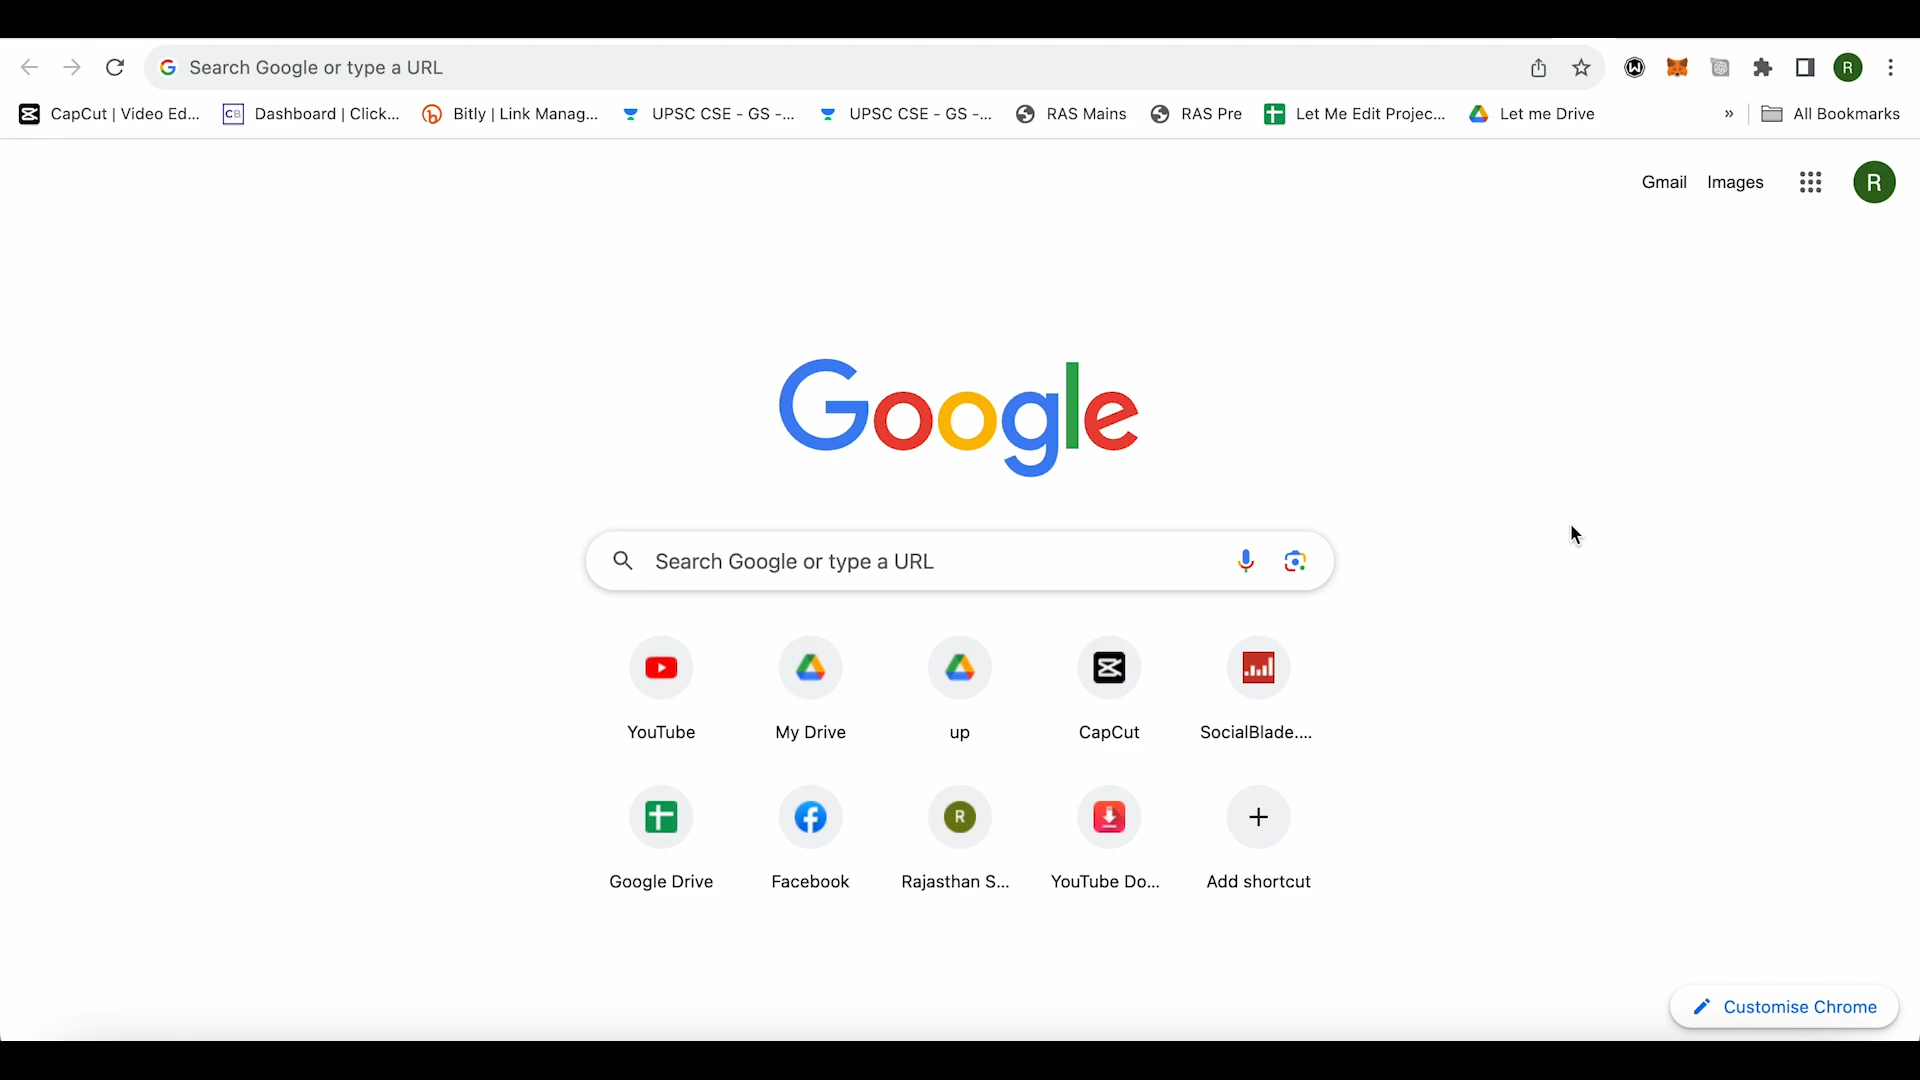 Search Google or type a URL
CapCut | Video Ed... CB Dashboard | Click... Bitly | Link Manag... UPSC CSE - GS -... UPSC CSE - GS -... RAS Mains RAS Pre Let Me Edit Projec... Let me Drive » All Bookmarks
Gmail Images R
Google
Search Google or type a URL
YouTube My Drive up CapCut SocialBlade....
R
Google Drive Facebook Rajasthan S... YouTube Do... Add shortcut
Customise Chrome